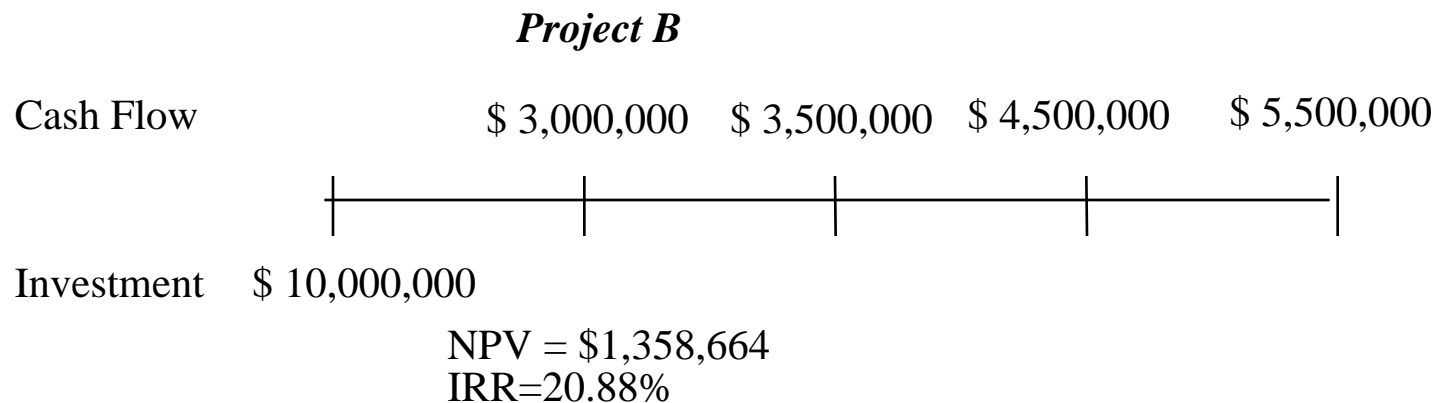 Project B
Cash Flow $ 3,000,000 $ 3,500,000 $ 4,500,000 $ 5,500,000
Investment $ 10,000,000
NPV = $1,358,664
IRR=20.88%